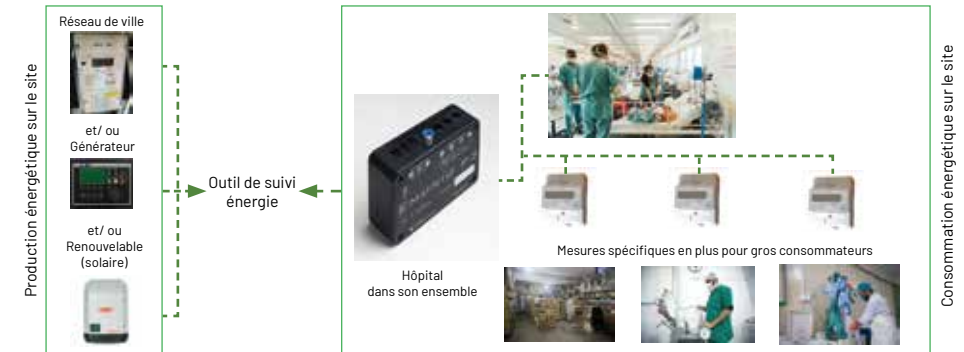 Production énergétique sur le site
Réseau de ville
et/ ou
Générateur
et/ ou
Renouvelable
(solaire)
Outil de suivi
énergie
Hôpital
dans son ensemble
Mesures spécifiques en plus pour gros consommateurs
Consommation énergétique sur le site